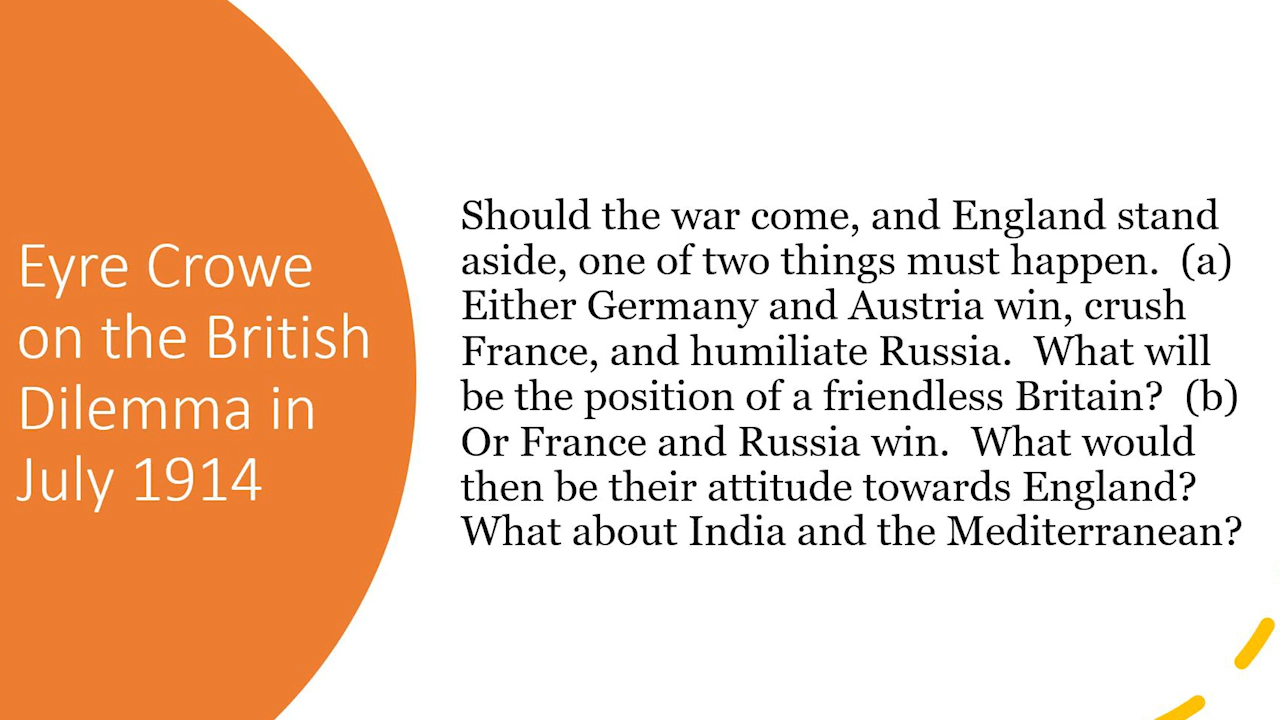 Eyre Crowe
on the British
Dilemma in
July 1914
Should the war come, and England stand
aside, one of two things must happen.  (a)
Either Germany and Austria win, crush
France, and humiliate Russia.  What will
be the position of a friendless Britain?  (b)
Or France and Russia win.  What would
then be their attitude towards England?
What about India and the Mediterranean?